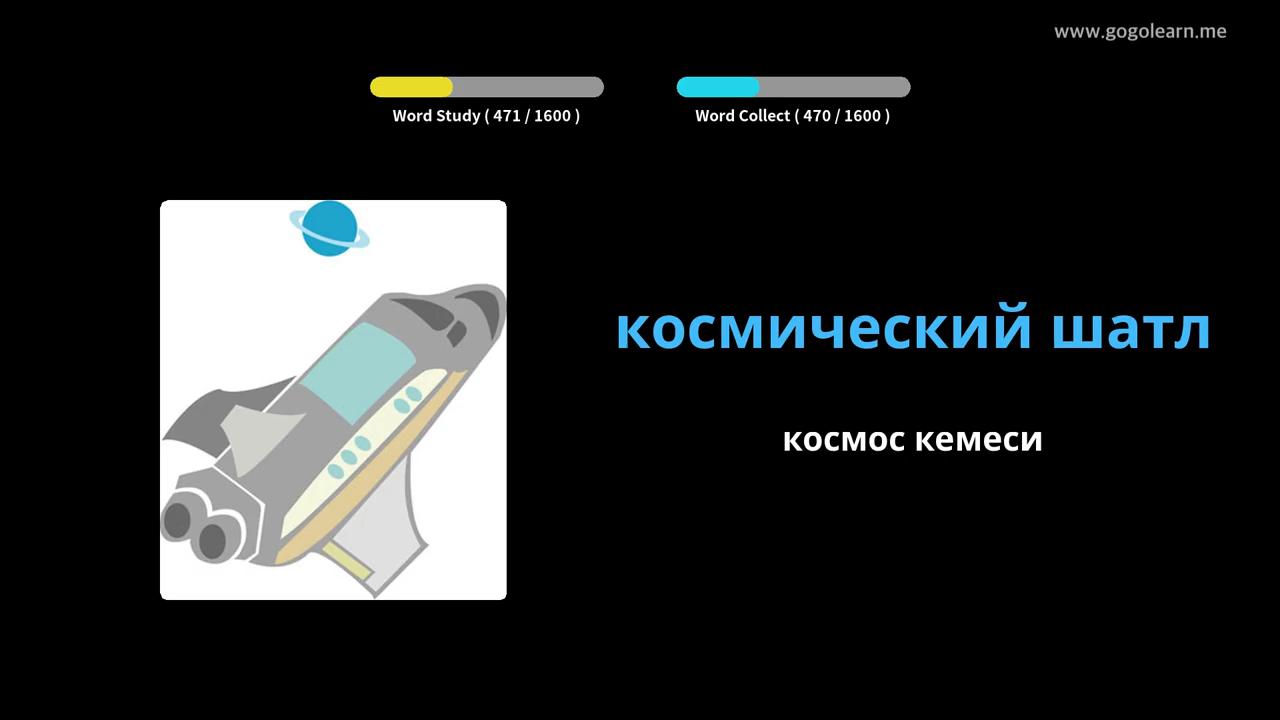 www.gogolearn.me
Word Study ( 471 / 1600 )
Word Collect ( 470 / 1600 )
космический шатл
космос кемеси